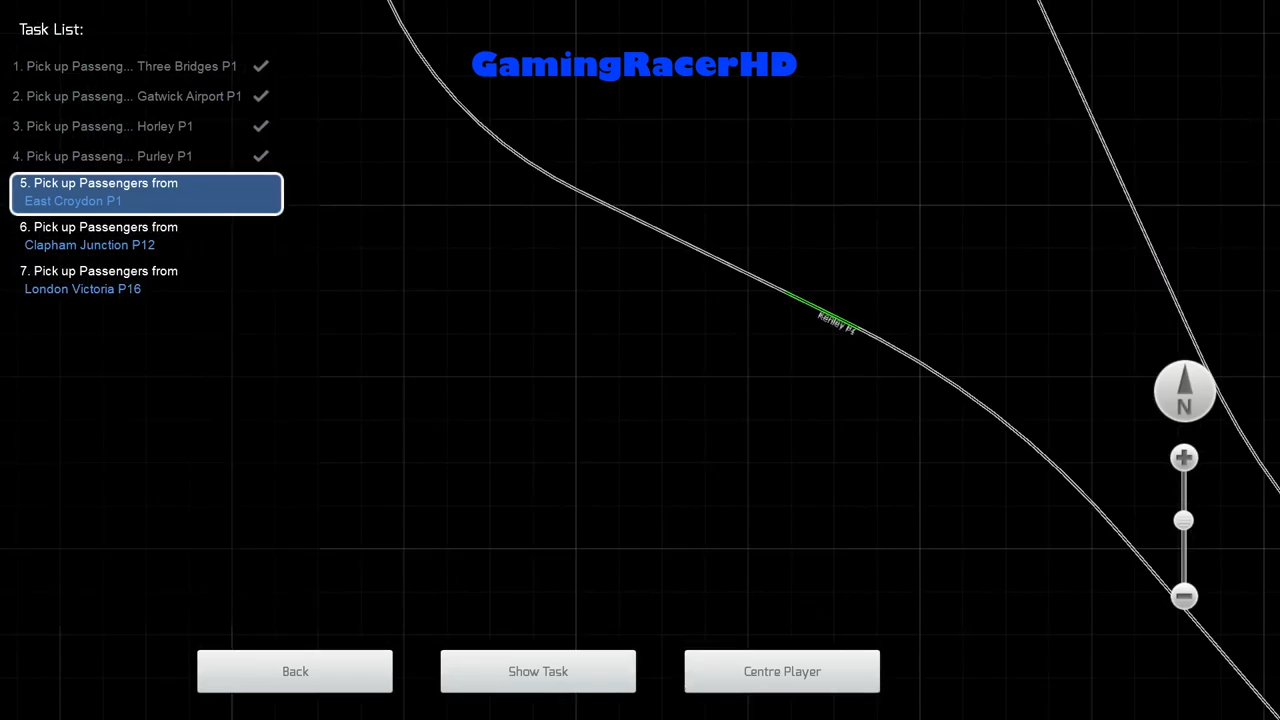 Task List:
GamingRacerHD
1. Pick up Passeng... Three Bridges P1
2. Pick up Passeng... Gatwick Airport P1
3. Pick up Passeng... Horley P1
4. Pick up Passeng... Purley P1
5. Pick up Passengers from
East Croydon P1
6. Pick up Passengers from
Clapham Junction P12
7. Pick up Passengers from
London Victoria P16
Kenley P1
N
Back
Show Task
Centre Player